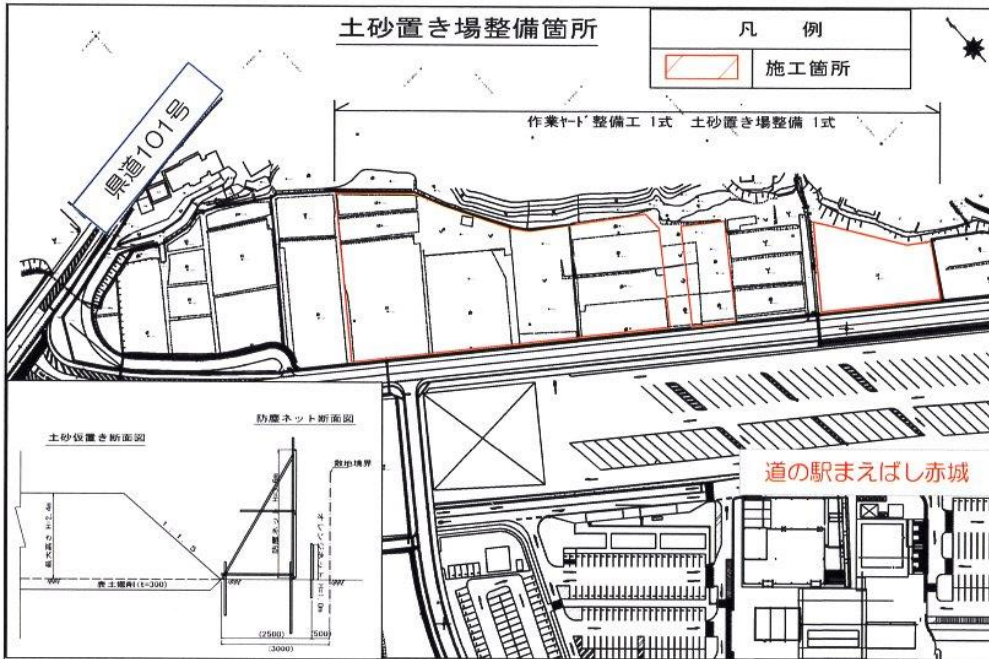 土砂置き場整備箇所
凡　例
施工箇所
作業ヤード整備工 1式　土砂置き場整備 1式
県道101号
道の駅まえばし赤城
防塵ネット断面図
土砂仮置き断面図
敷地境界
表土掘削(t=300)
(2500)
(500)
(3000)